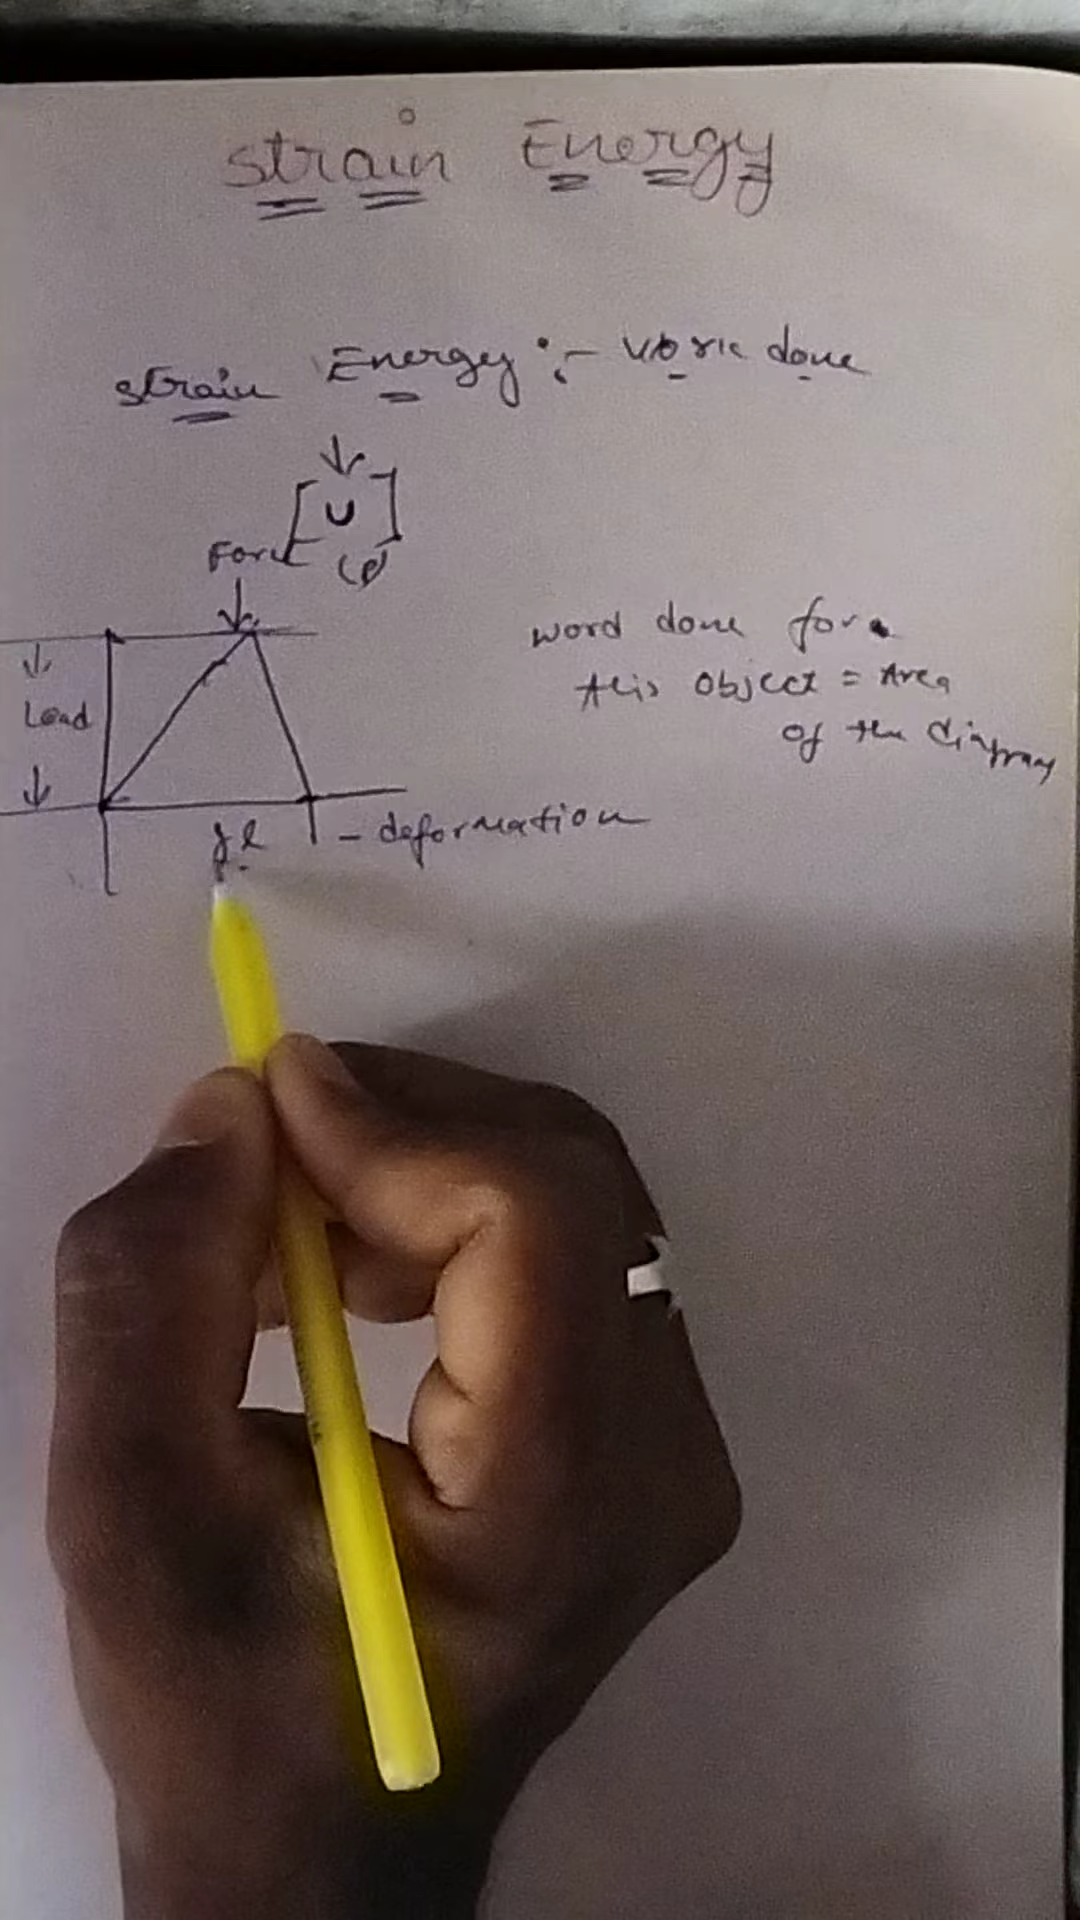 strain Energy
strain Energy :- work done
[U]
Force (P)
word done for
this object = Area
of the diagram
Load
δl - deformation